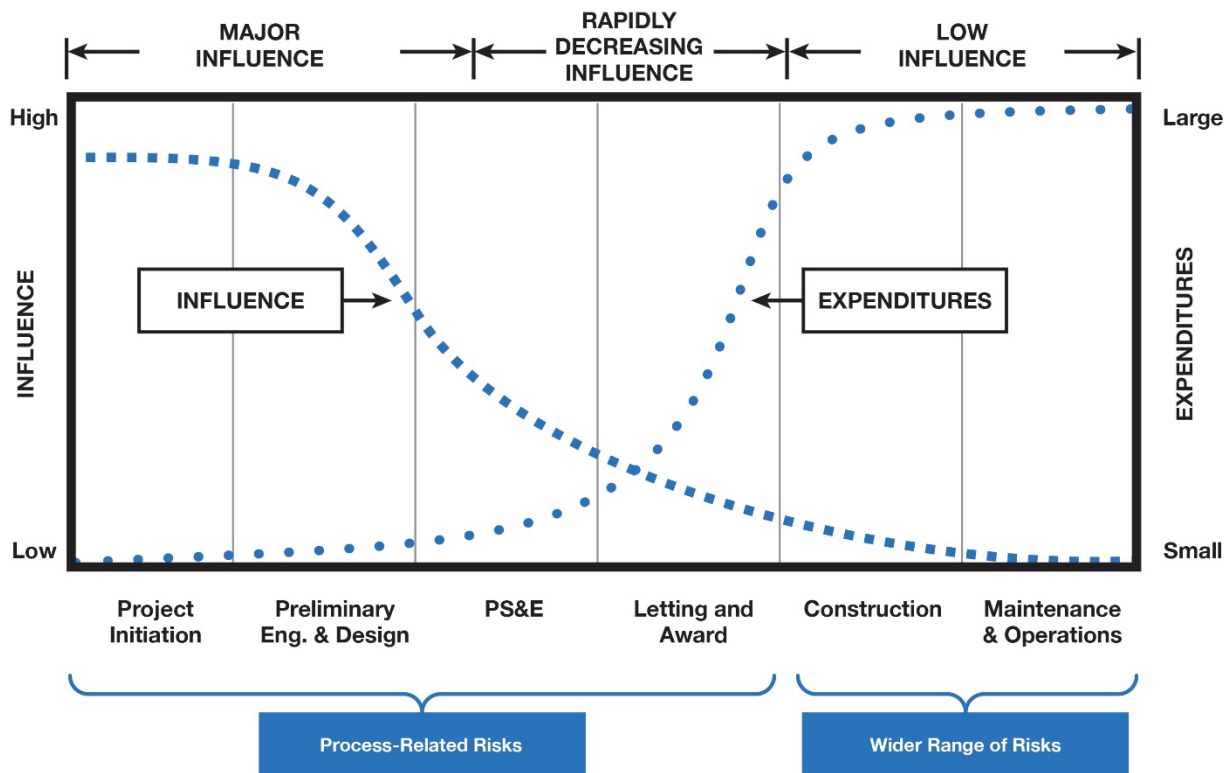 MAJOR
INFLUENCE
RAPIDLY
DECREASING
INFLUENCE
LOW
INFLUENCE
High
Large
INFLUENCE
INFLUENCE
EXPENDITURES
EXPENDITURES
Low
Small
Project
Initiation
Preliminary
Eng. & Design
PS&E
Letting and
Award
Construction
Maintenance
& Operations
Process-Related Risks
Wider Range of Risks